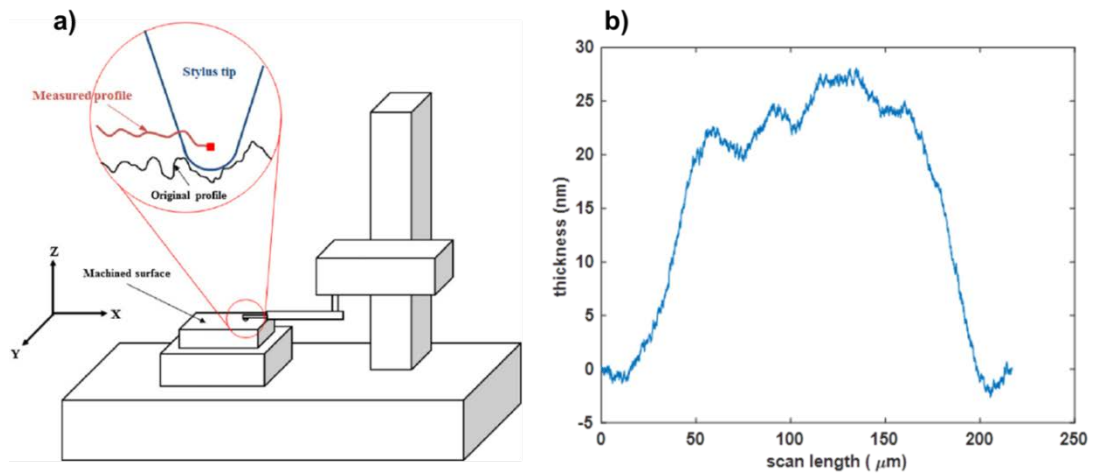 a)
Stylus tip
Measured profile
Original profile
Machined surface
Z
X
Y
b)
thickness (nm)
30
25
20
15
10
5
0
-5
0
50
100
150
200
250
scan length ( μm)